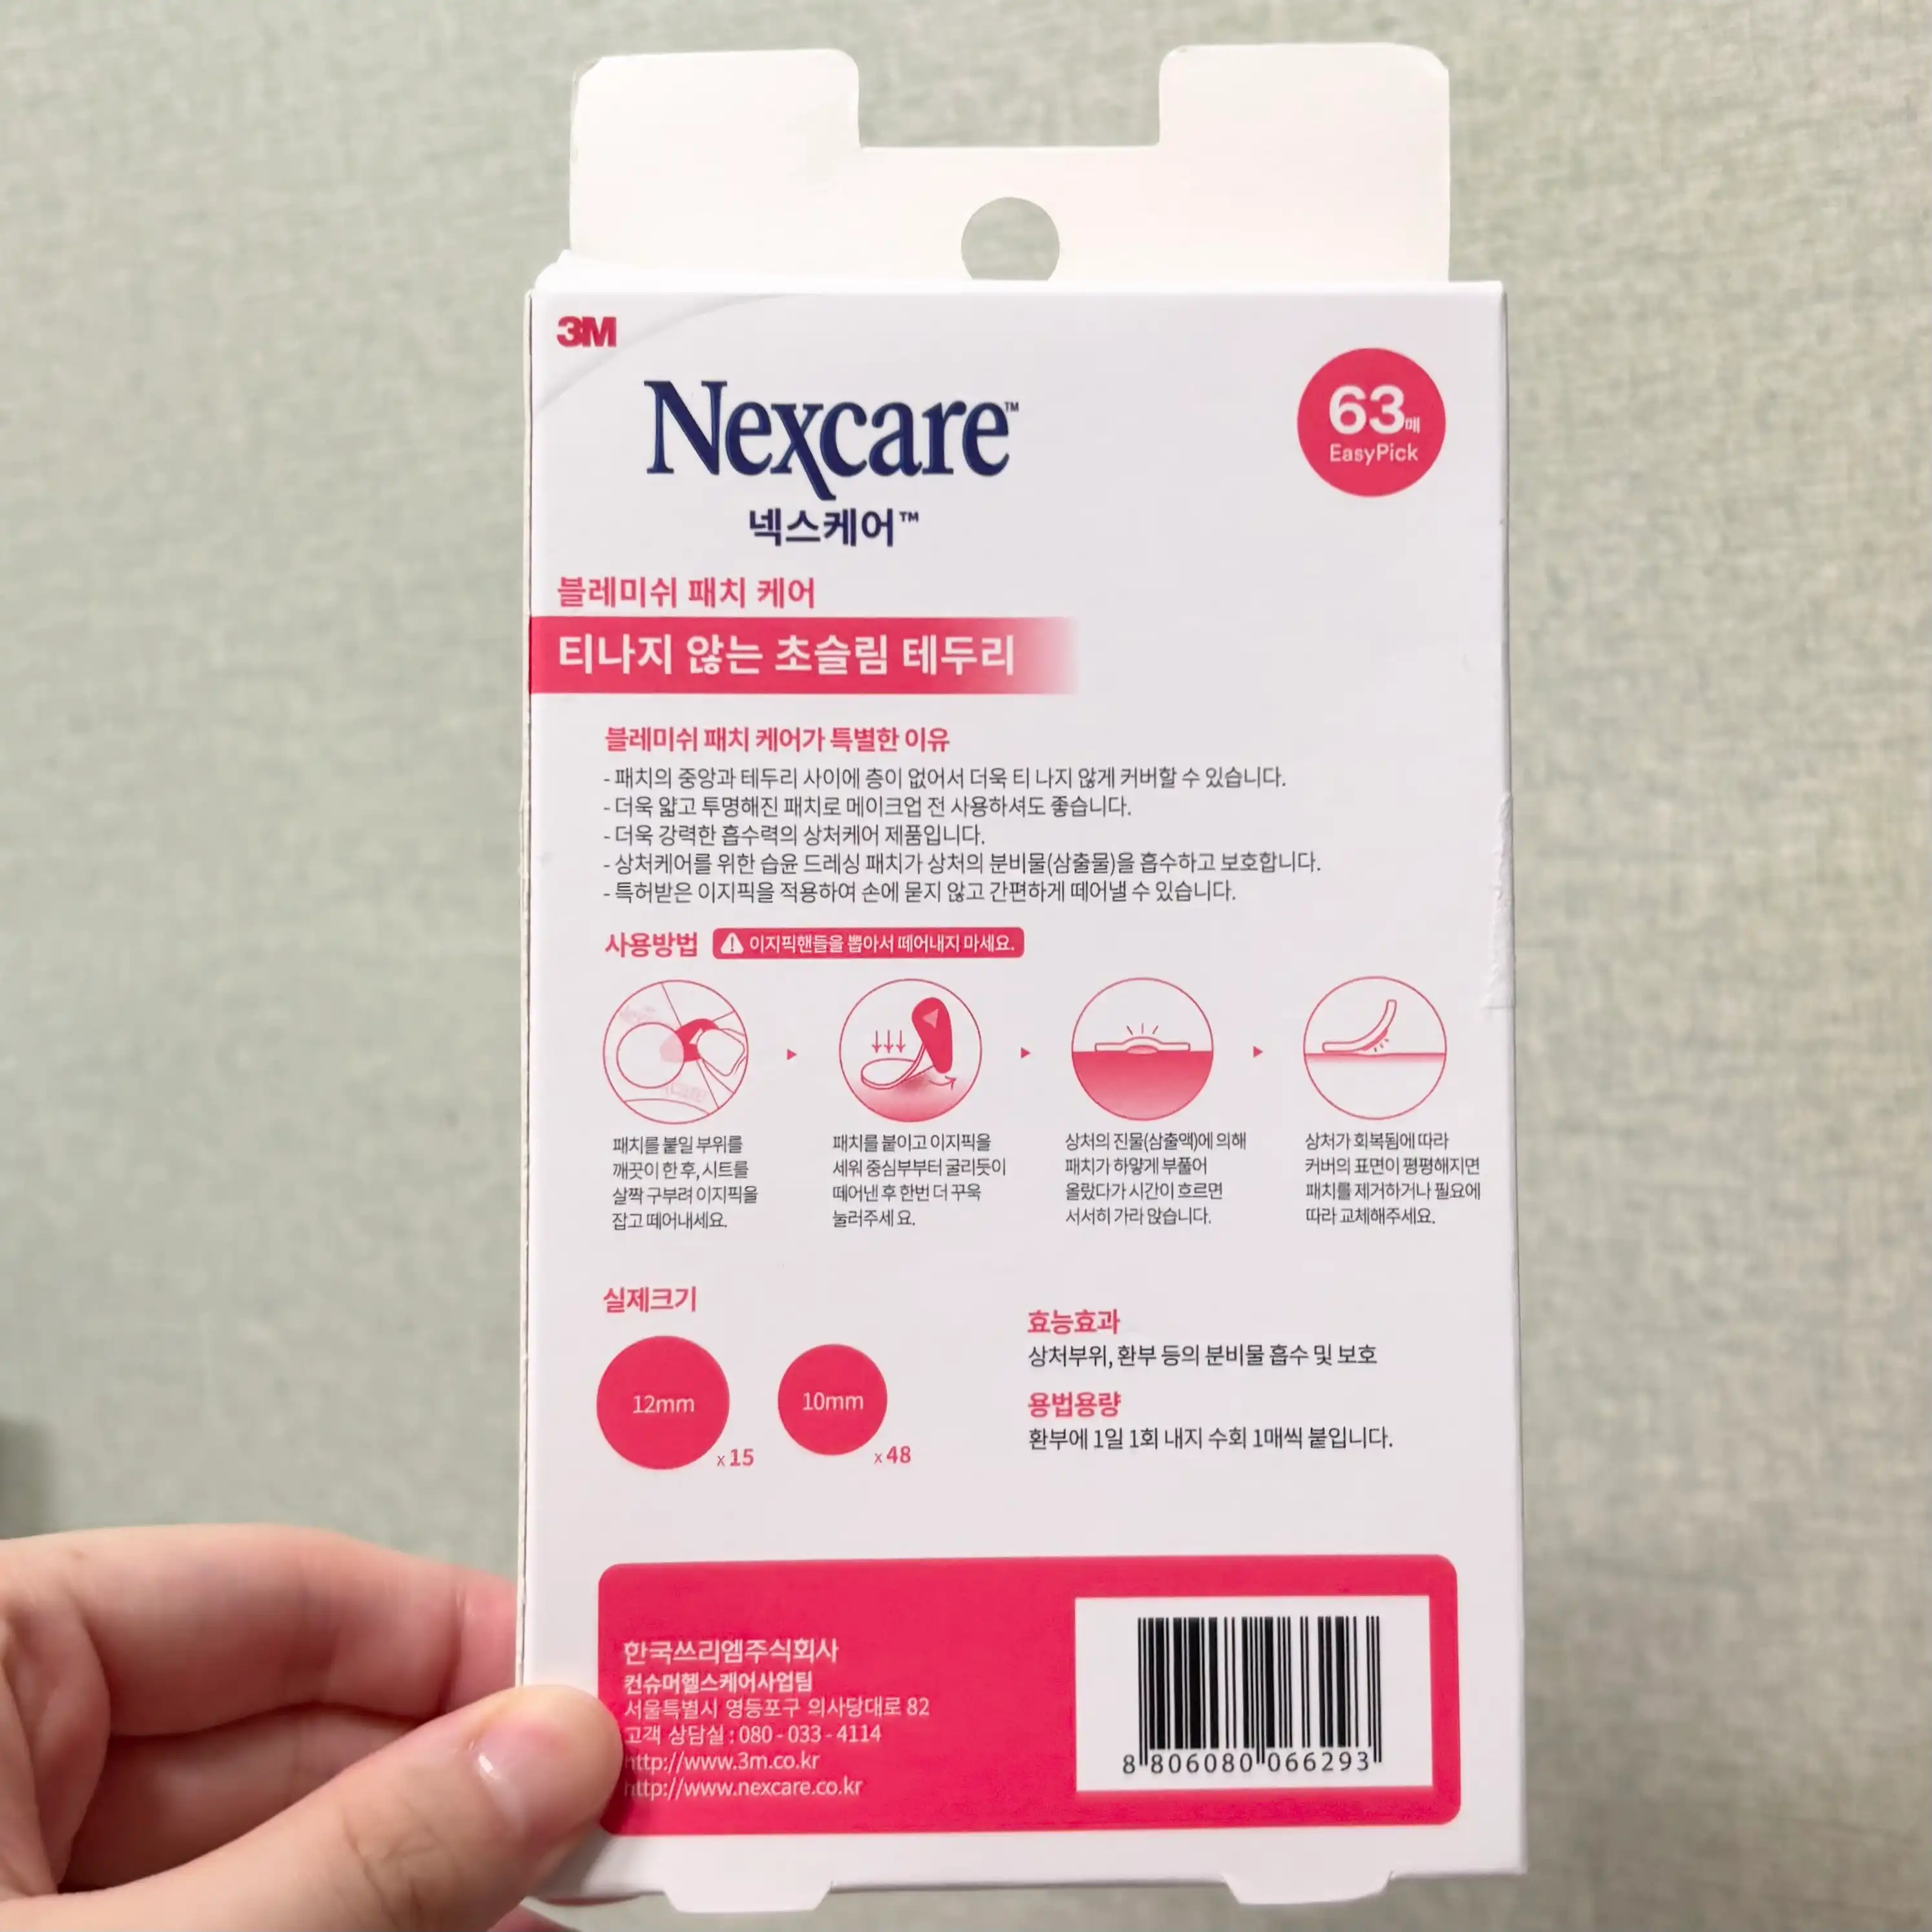 3M
Nexcare™
넥스케어™
63매
EasyPick
블레미쉬 패치 케어
티나지 않는 초슬림 테두리
블레미쉬 패치 케어가 특별한 이유
- 패치의 중앙과 테두리 사이에 층이 없어서 더욱 티 나지 않게 커버할 수 있습니다.
- 더욱 얇고 투명해진 패치로 메이크업 전 사용하셔도 좋습니다.
- 더욱 강력한 흡수력의 상처케어 제품입니다.
- 상처케어를 위한 습윤 드레싱 패치가 상처의 분비물(삼출물)을 흡수하고 보호합니다.
- 특허받은 이지픽을 적용하여 손에 묻지 않고 간편하게 떼어낼 수 있습니다.
사용방법
이지픽핸들을 뽑아서 떼어내지 마세요.
패치를 붙일 부위를
깨끗이 한 후, 시트를
살짝 구부려 이지픽을
잡고 떼어내세요.
패치를 붙이고 이지픽을
세워 중심부부터 굴리듯이
떼어낸 후 한번 더 꾸욱
눌러주세 요.
상처의 진물(삼출액)에 의해
패치가 하얗게 부풀어
올랐다가 시간이 흐르면
서서히 가라 앉습니다.
상처가 회복됨에 따라
커버의 표면이 평평해지면
패치를 제거하거나 필요에
따라 교체해주세요.
실제크기
12mm
x 15
10mm
x 48
효능효과
상처부위, 환부 등의 분비물 흡수 및 보호
용법용량
환부에 1일 1회 내지 수회 1매씩 붙입니다.
한국쓰리엠주식회사
컨슈머헬스케어사업팀
서울특별시 영등포구 의사당대로 82
고객 상담실 : 080 - 033 - 4114
http://www.3m.co.kr
http://www.nexcare.co.kr
8 806080 066293